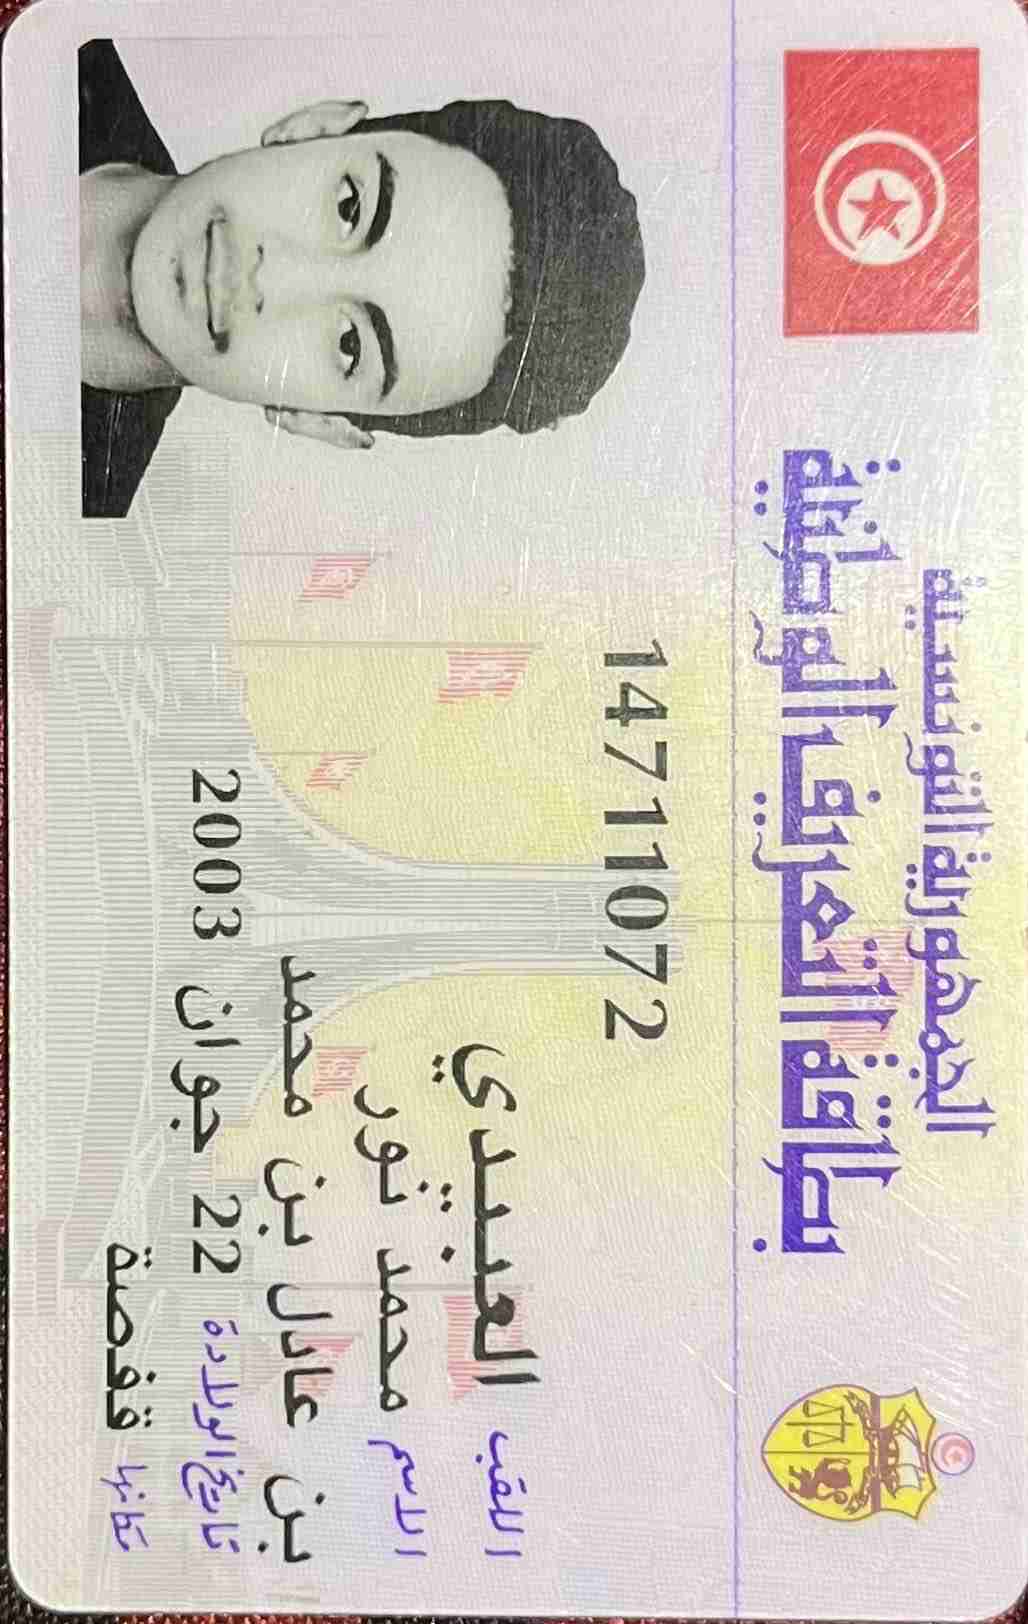 الجمهورية التونسية
بطاقة التعريف الوطنية
14711072
اللقب العبيدي
الاسم محمد نور
بن عادل بن محمد
تاريخ الولادة 22 جوان 2003
مكانها قفصة